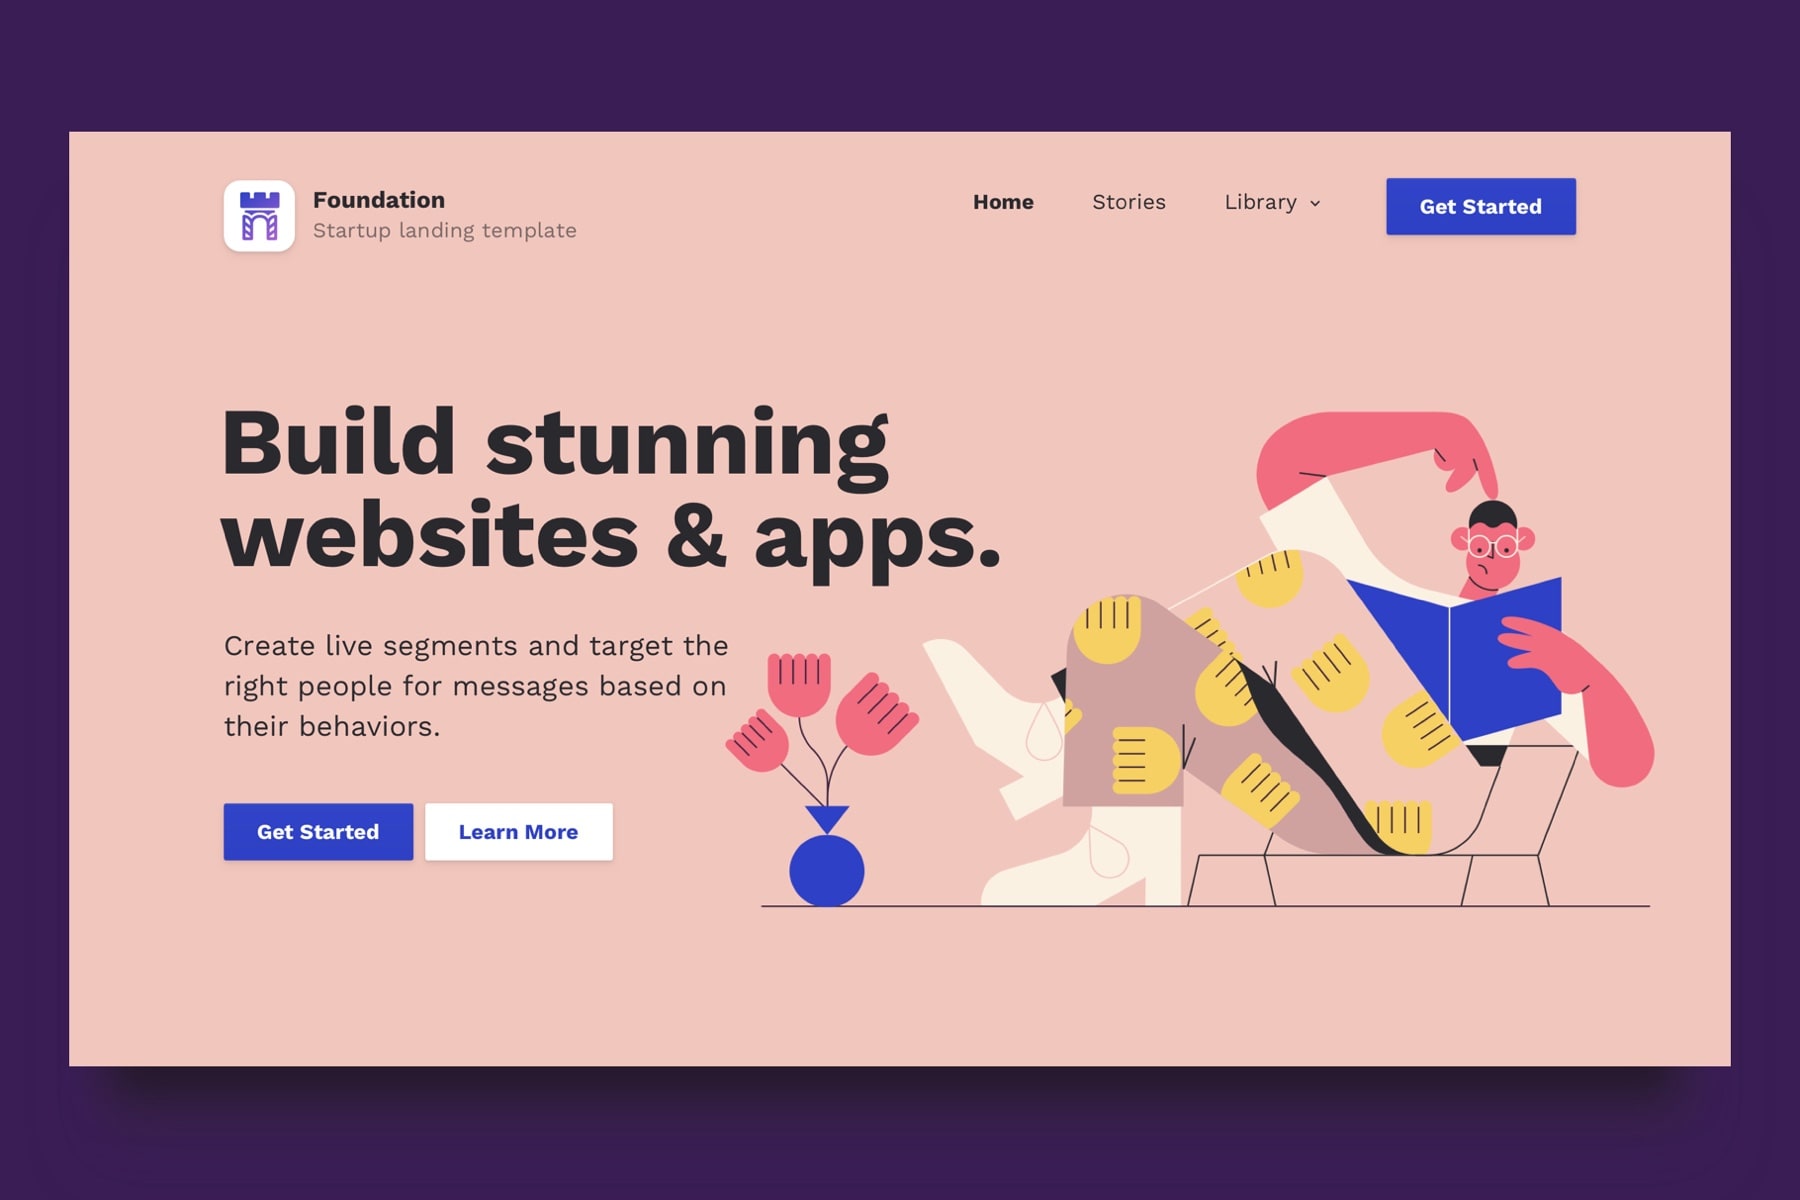 Foundation
Startup landing template
Home
Stories
Library
Get Started
Build stunning
websites & apps.
Create live segments and target the
right people for messages based on
their behaviors.
Get Started
Learn More